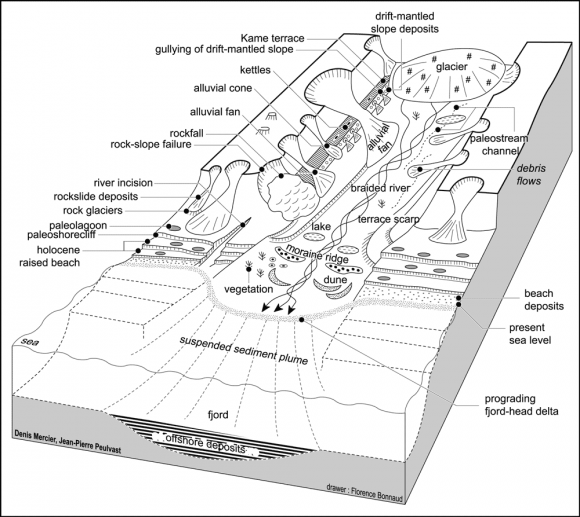 drift-mantled
slope deposits
Kame terrace
gullying of drift-mantled slope
glacier
kettles
alluvial cone
alluvial fan
alluvial
fan
paleostream
channel
rockfall
rock-slope failure
debris
flows
braided river
river incision
terrace scarp
rockslide deposits
rock glaciers
lake
paleolagoon
paleoshorecliff
moraine ridge
holocene
raised beach
vegetation
dune
beach
deposits
present
sea level
sea
suspended sediment plume
prograding
fjord-head delta
fjord
offshore deposits
Denis Mercier, Jean-Pierre Peulvast
drawer : Florence Bonnaud